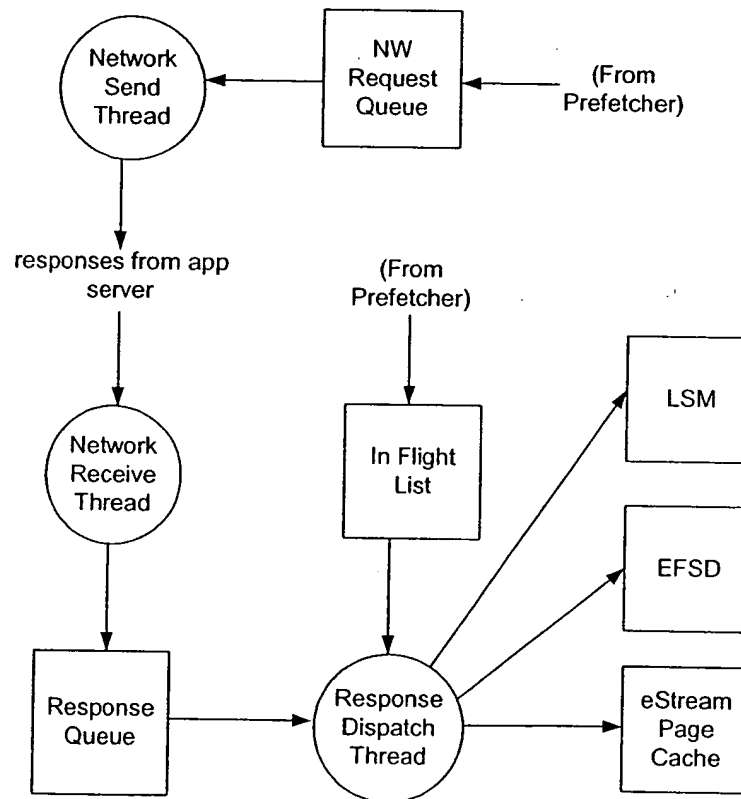 Network
Send
Thread
NW
Request
Queue
(From
Prefetcher)
responses from app
server
(From
Prefetcher)
LSM
Network
Receive
Thread
In Flight
List
EFSD
Response
Queue
Response
Dispatch
Thread
eStream
Page
Cache